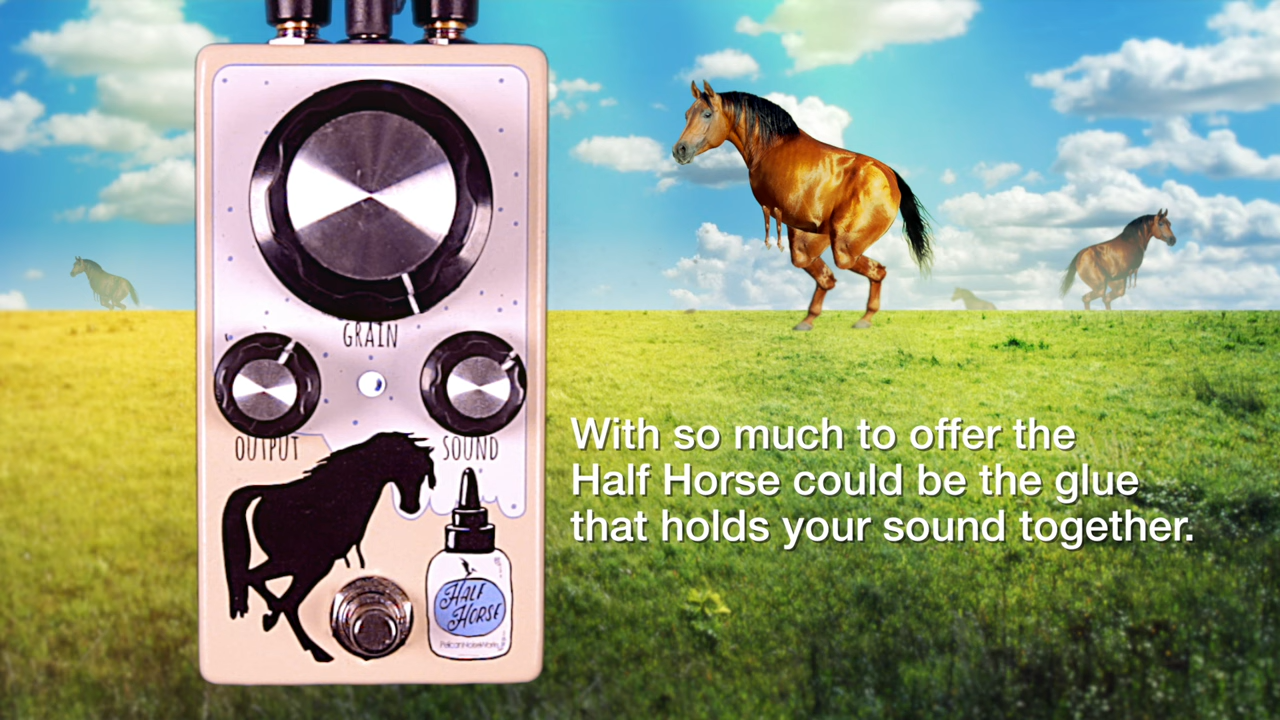 GRAIN
OUTPUT
SOUND
HALF
HORSE
PelicanNoiseWorks
With so much to offer the
Half Horse could be the glue
that holds your sound together.